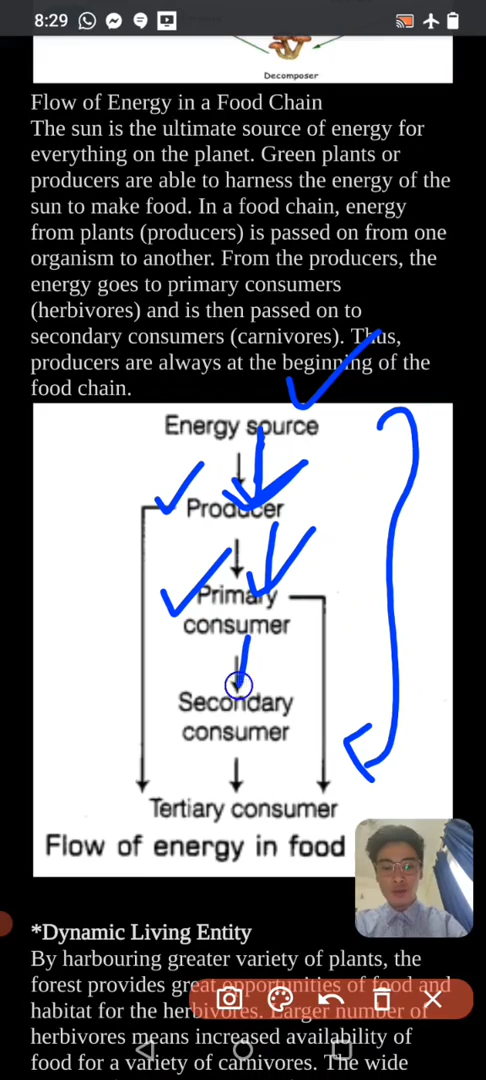 8:29
Decomposer
Flow of Energy in a Food Chain
The sun is the ultimate source of energy for
everything on the planet. Green plants or
producers are able to harness the energy of the
sun to make food. In a food chain, energy
from plants (producers) is passed on from one
organism to another. From the producers, the
energy goes to primary consumers
(herbivores) and is then passed on to
secondary consumers (carnivores). Thus,
producers are always at the beginning of the
food chain.
Energy source
Producer
Primary
consumer
Secondary
consumer
Tertiary consumer
Flow of energy in food
*Dynamic Living Entity
By harbouring greater variety of plants, the
forest provides great opportunities of food and
habitat for the herbivores. Larger number of
herbivores means increased availability of
food for a variety of carnivores. The wide